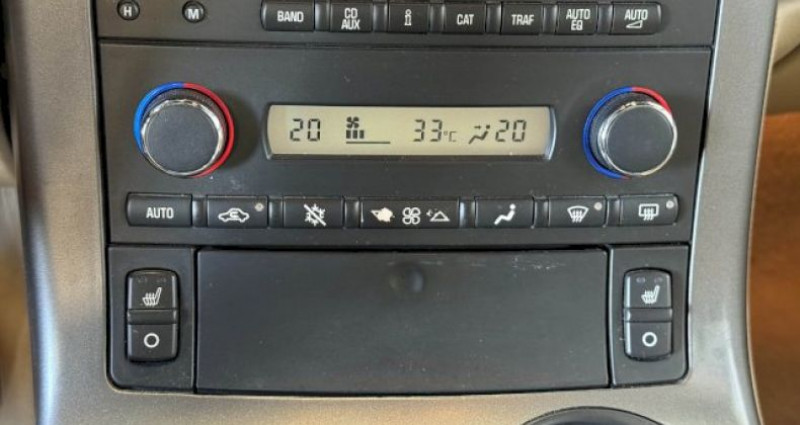 H M
BAND CD AUX i CAT TRAF AUTO EQ AUTO
20 33°C 20
AUTO